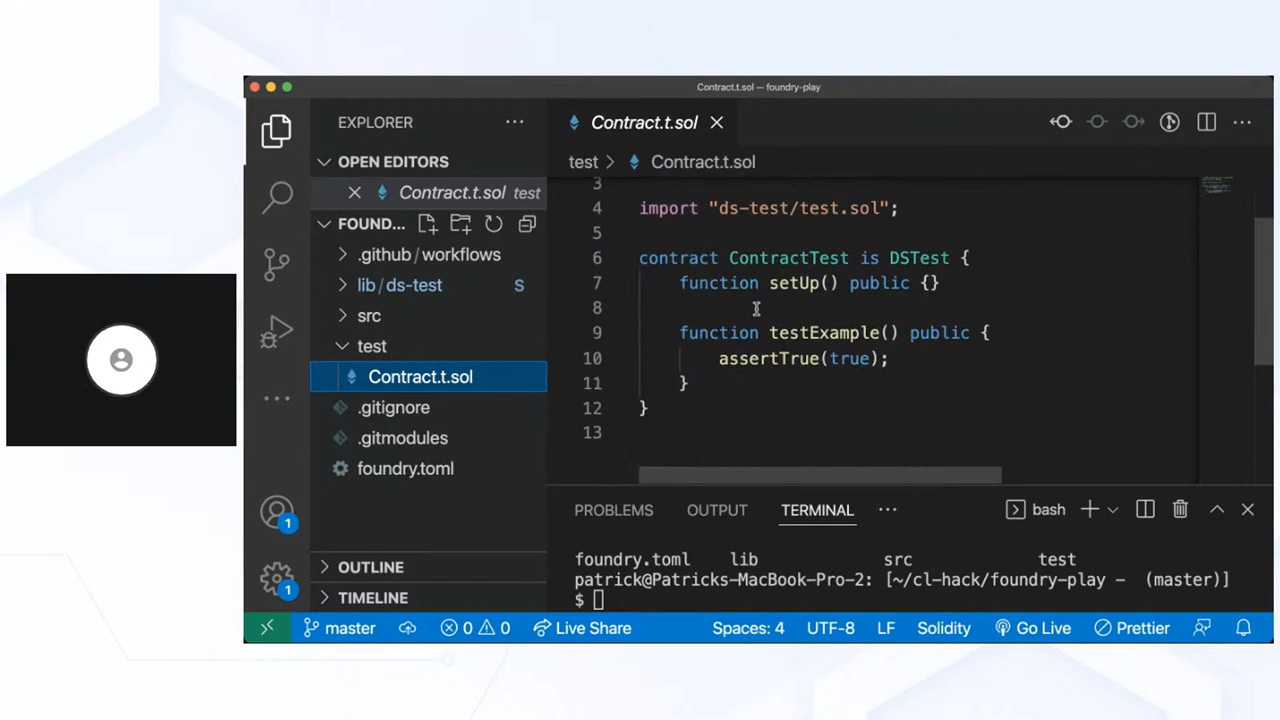 Contract.t.sol — foundry-play
EXPLORER
OPEN EDITORS
Contract.t.sol test
FOUND...
.github / workflows
lib / ds-test S
src
test
Contract.t.sol
.gitignore
.gitmodules
foundry.toml
OUTLINE
TIMELINE
1
1
Contract.t.sol
test > Contract.t.sol
3
4 import "ds-test/test.sol";
5
6 contract ContractTest is DSTest {
7 function setUp() public {}
8
9 function testExample() public {
10 assertTrue(true);
11 }
12 }
13
PROBLEMS OUTPUT TERMINAL ··· bash
foundry.toml lib src test
patrick@Patricks-MacBook-Pro-2: [~/cl-hack/foundry-play - (master)]
$
master 0 0 Live Share Spaces: 4 UTF-8 LF Solidity Go Live Prettier